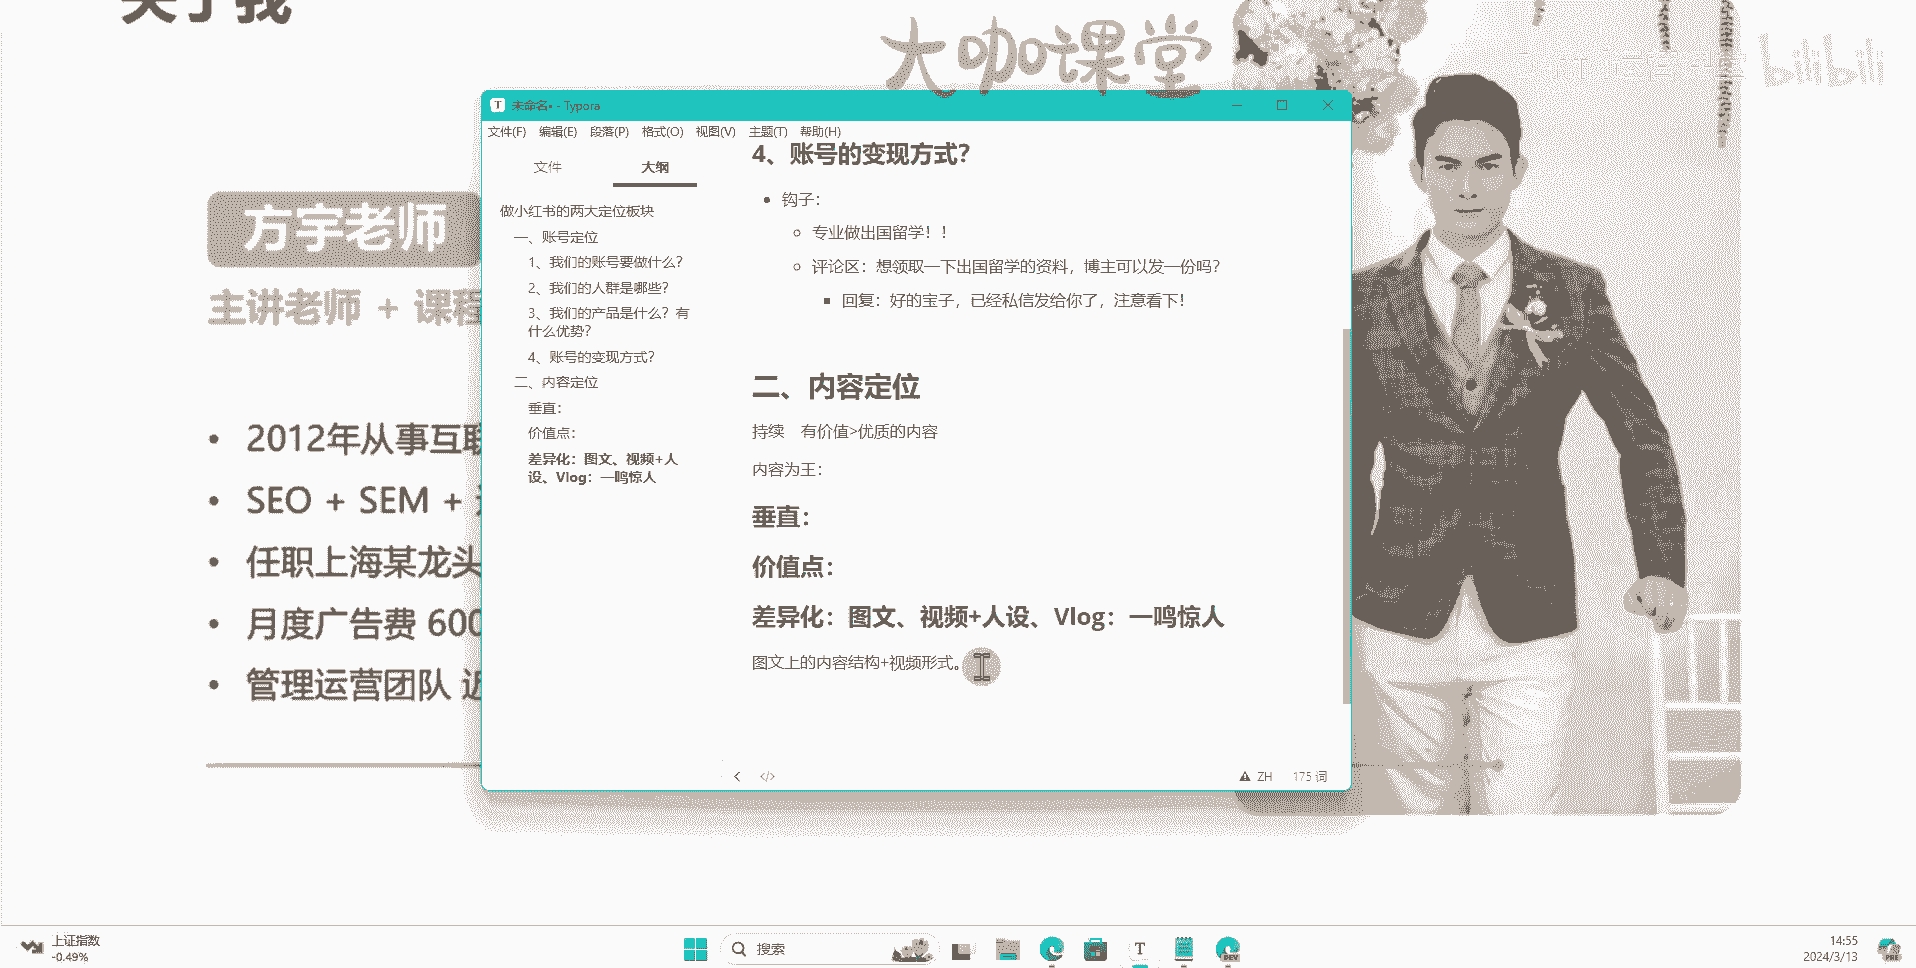 关于我
大咖课堂
bilibili
方宇老师
主讲老师 + 课程
2012年从事互联
SEO + SEM +
任职上海某龙头
月度广告费 600
管理运营团队 近
未命名• - Typora
文件(F) 编辑(E) 段落(P) 格式(O) 视图(V) 主题(T) 帮助(H)
文件 大纲
做小红书的两大定位板块
一、账号定位
1、我们的账号要做什么?
2、我们的人群是哪些?
3、我们的产品是什么?有
什么优势?
4、账号的变现方式?
二、内容定位
垂直:
价值点:
差异化:图文、视频+人
设、Vlog:一鸣惊人
4、账号的变现方式?
钩子:
专业做出国留学!!
评论区:想领取一下出国留学的资料,博主可以发一份吗?
回复:好的宝子,已经私信发给你了,注意看下!
二、内容定位
持续 有价值>优质的内容
内容为王:
垂直:
价值点:
差异化:图文、视频+人设、Vlog:一鸣惊人
图文上的内容结构+视频形式。
ZH 175 词
上证指数
-0.49%
搜索
T
DEV
14:55
2024/3/13
PRE